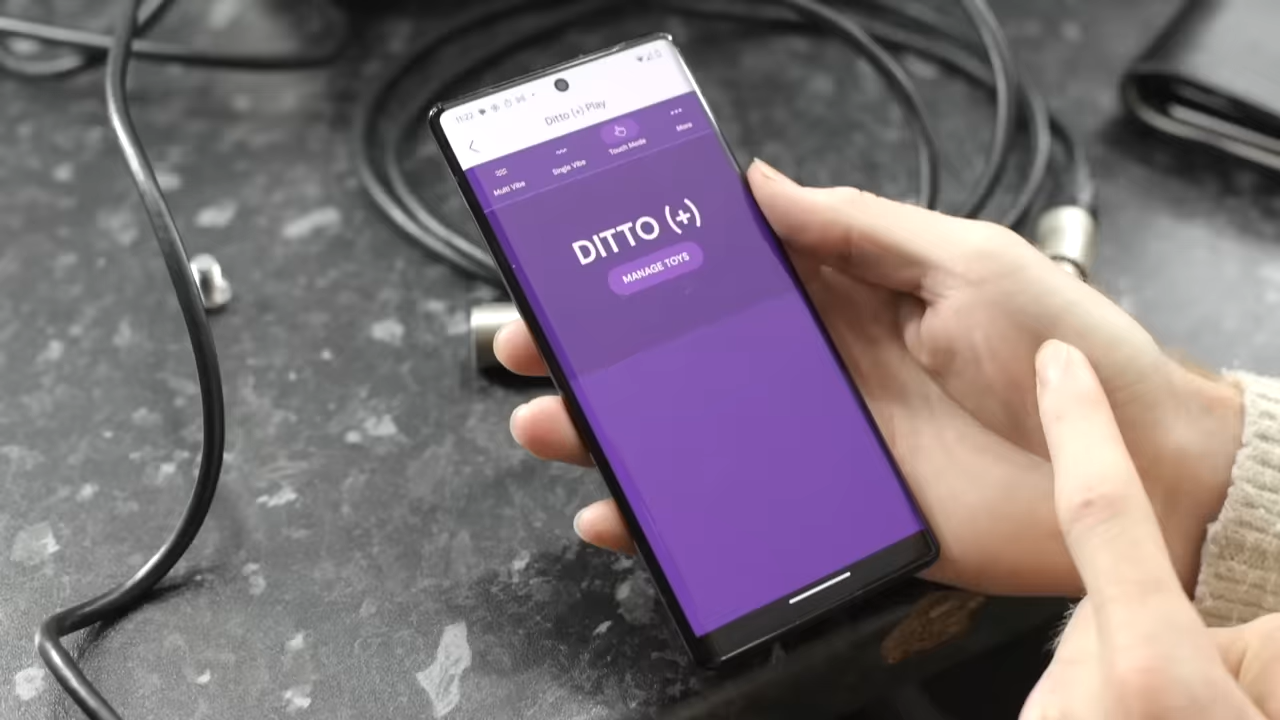 11:22
Ditto (+) Play
Multi Vibe
Single Vibe
Touch Mode
More
DITTO (+)
MANAGE TOYS